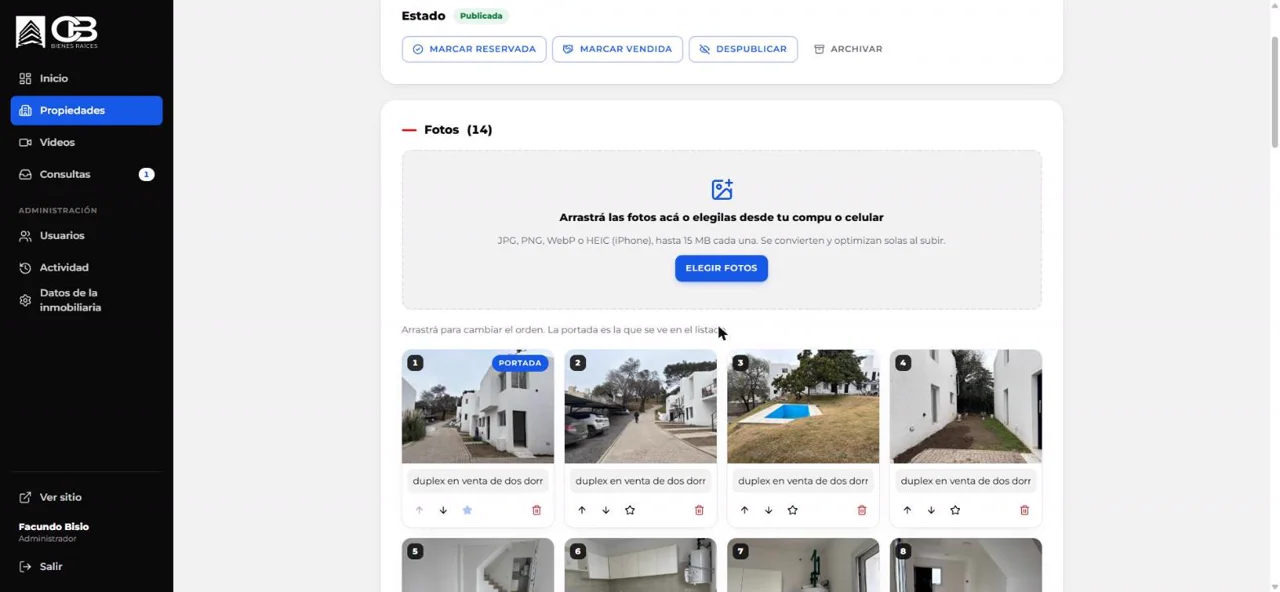 CB
BIENES RAÍCES
Inicio
Propiedades
Videos
Consultas 1
ADMINISTRACIÓN
Usuarios
Actividad
Datos de la
inmobiliaria
Ver sitio
Facundo Bisio
Administrador
Salir
Estado Publicada
MARCAR RESERVADA MARCAR VENDIDA DESPUBLICAR ARCHIVAR
Fotos (14)
Arrastrá las fotos acá o elegilas desde tu compu o celular
JPG, PNG, WebP o HEIC (iPhone), hasta 15 MB cada una. Se convierten y optimizan solas al subir.
ELEGIR FOTOS
Arrastrá para cambiar el orden. La portada es la que se ve en el listado.
1 PORTADA 2 3 4
duplex en venta de dos dorr duplex en venta de dos dorr duplex en venta de dos dorr duplex en venta de dos dorr
5 6 7 8